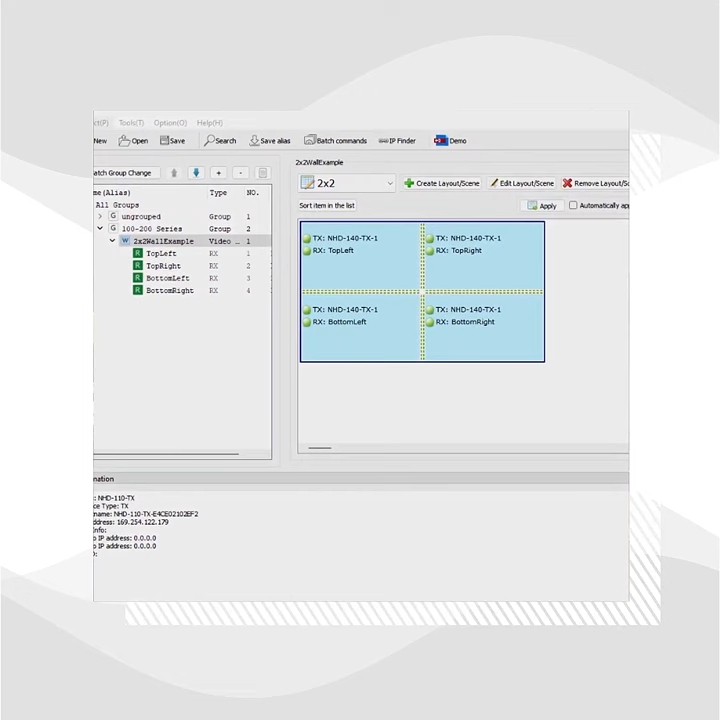 ct(P) Tools(T) Option(O) Help(H)
New Open Save Search Save alias Batch commands IP Finder Demo
2x2WallExample
atch Group Change + -
2x2 Create Layout/Scene Edit Layout/Scene Remove Layout/Sc
me(Alias) Type NO.
Sort item in the list Apply Automatically app
All Groups
G ungrouped Group 1
G 100-200 Series Group 2
W 2x2WallExample Video ... 1
R TopLeft RX 1
R TopRight RX 2
R BottomLeft RX 3
R BottomRight RX 4
TX: NHD-140-TX-1
RX: TopLeft
TX: NHD-140-TX-1
RX: TopRight
TX: NHD-140-TX-1
RX: BottomLeft
TX: NHD-140-TX-1
RX: BottomRight
mation
: NHD-110-TX
ce Type: TX
name: NHD-110-TX-E4CE02102EF2
ddress: 169.254.122.179
Info:
o IP address: 0.0.0.0
o IP address: 0.0.0.0